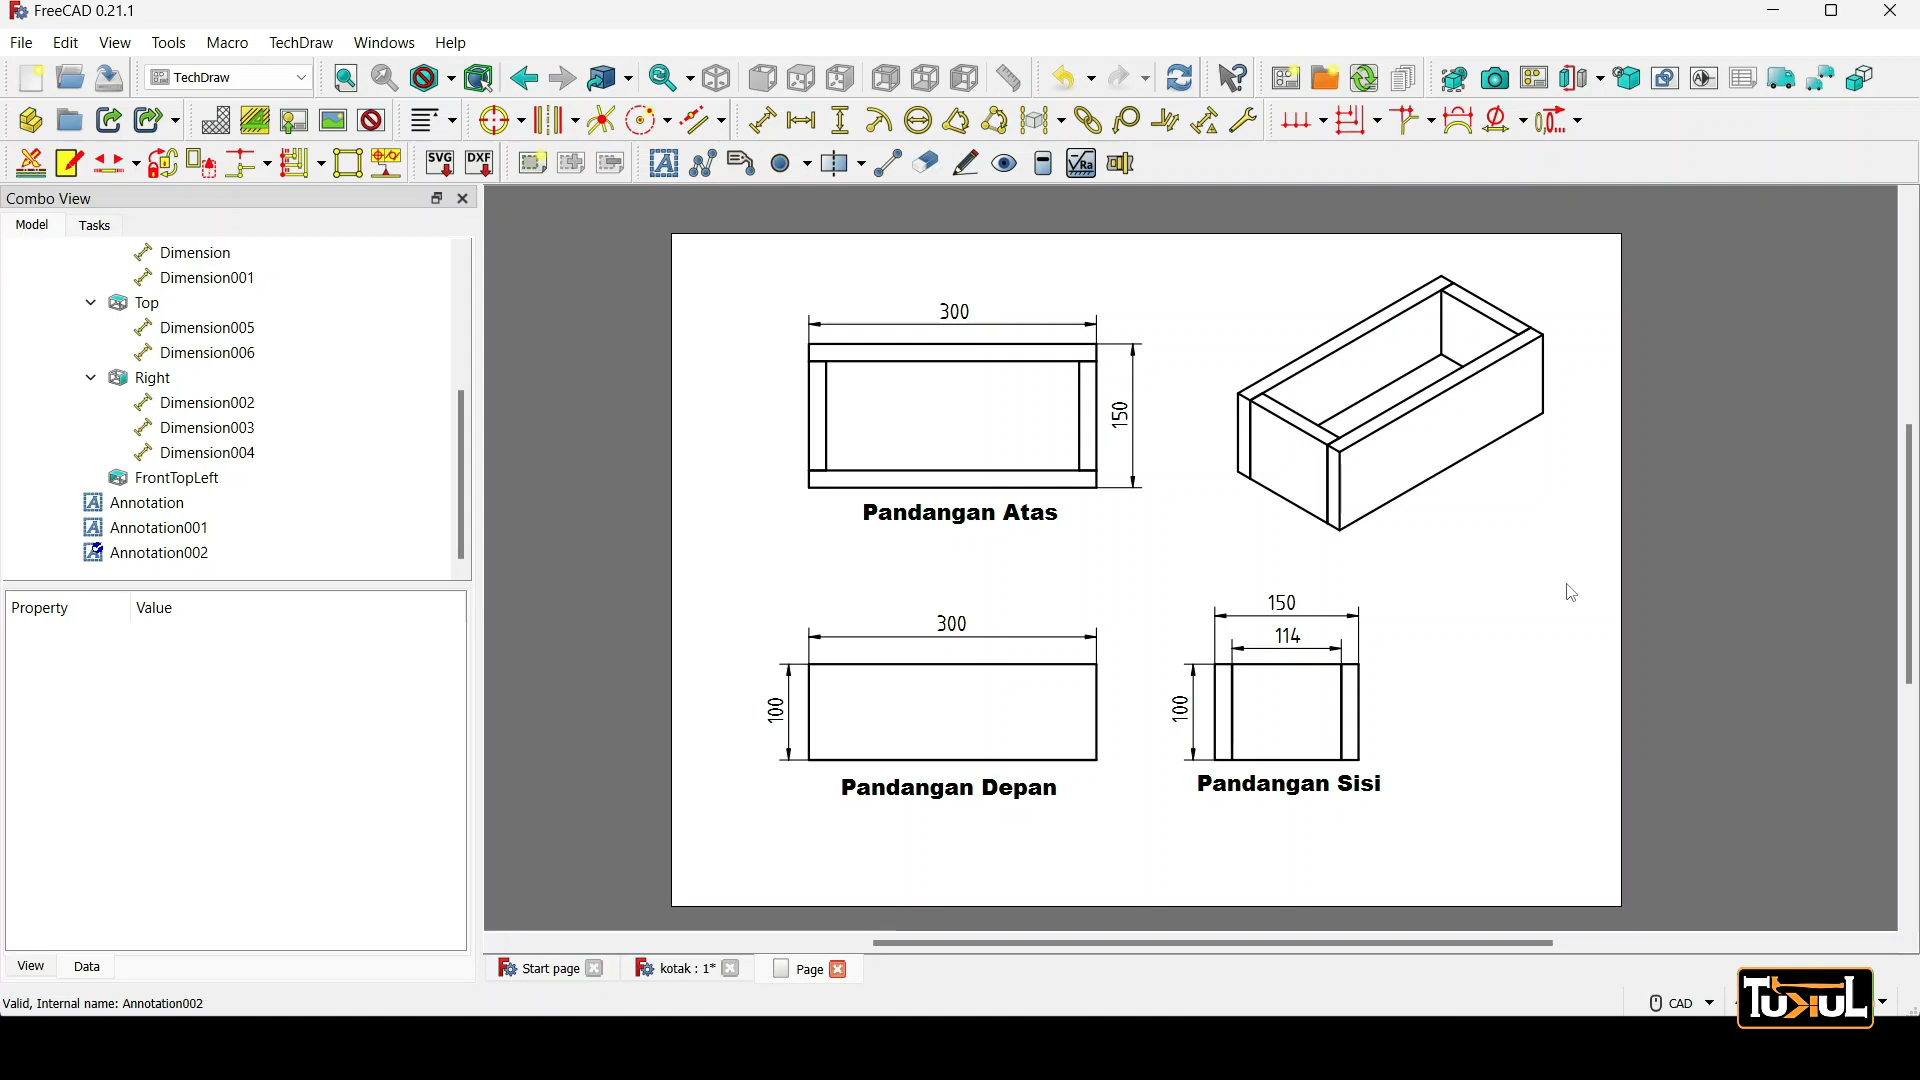 FreeCAD 0.21.1
File Edit View Tools Macro TechDraw Windows Help
TechDraw
SVG DXF
Combo View
Model Tasks
Dimension
Dimension001
Top
Dimension005
Dimension006
Right
Dimension002
Dimension003
Dimension004
FrontTopLeft
Annotation
Annotation001
Annotation002
Property Value
300
150
Pandangan Atas
300
100
Pandangan Depan
150
114
100
Pandangan Sisi
View Data
Start page kotak : 1* Page
Valid, Internal name: Annotation002
CAD
TUKUL